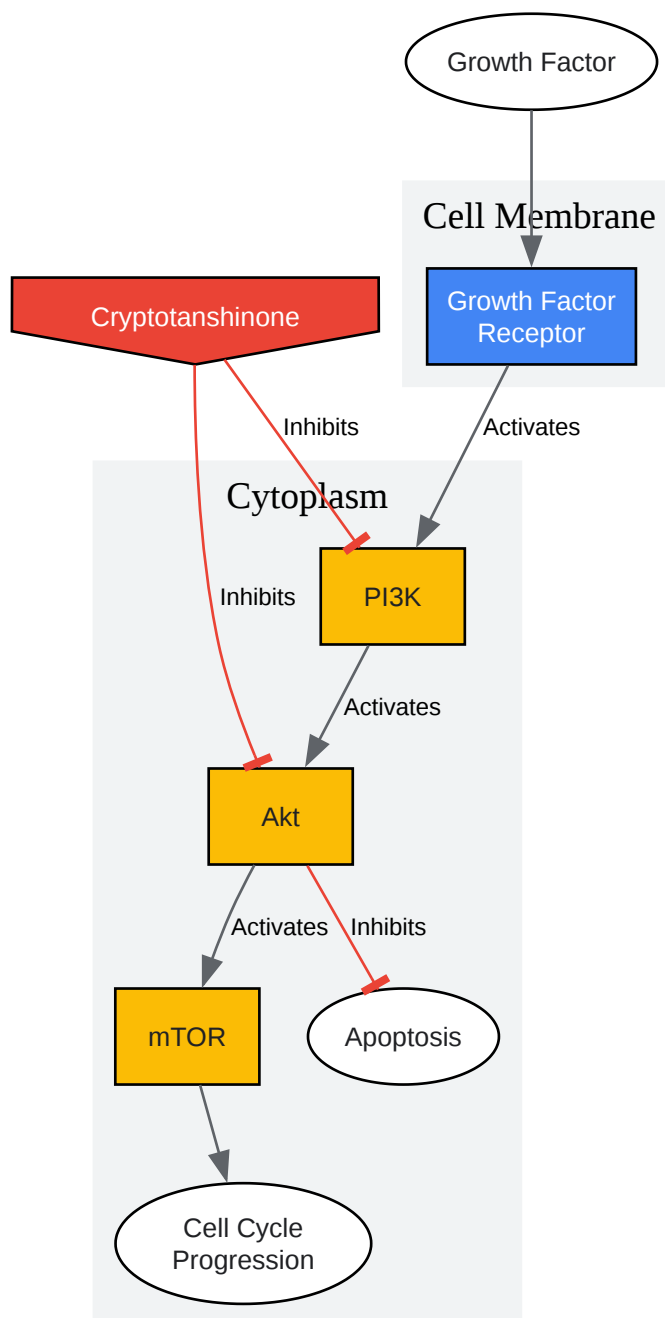 Growth Factor
Cell Membrane
Growth Factor
Receptor
Cryptotanshinone
Inhibits
Activates
Cytoplasm
PI3K
Inhibits
Activates
Akt
Activates
Inhibits
mTOR
Apoptosis
Cell Cycle
Progression